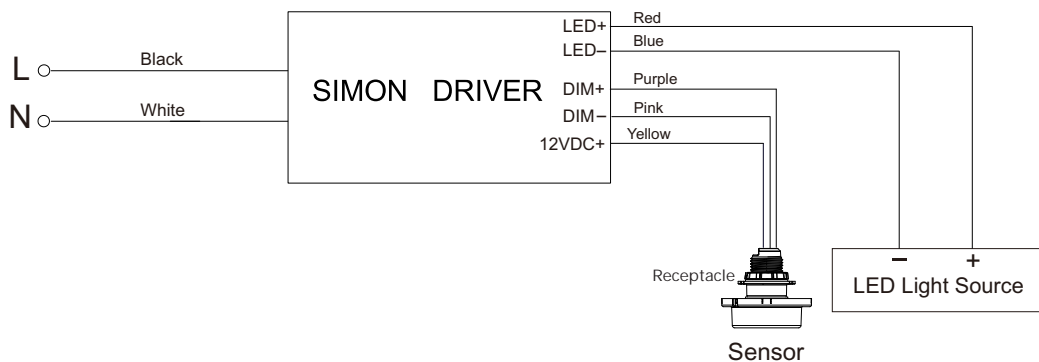 L
Black
N
White
SIMON DRIVER
LED+
Red
LED−
Blue
DIM+
Purple
DIM−
Pink
12VDC+
Yellow
Receptacle
Sensor
− +
LED Light Source